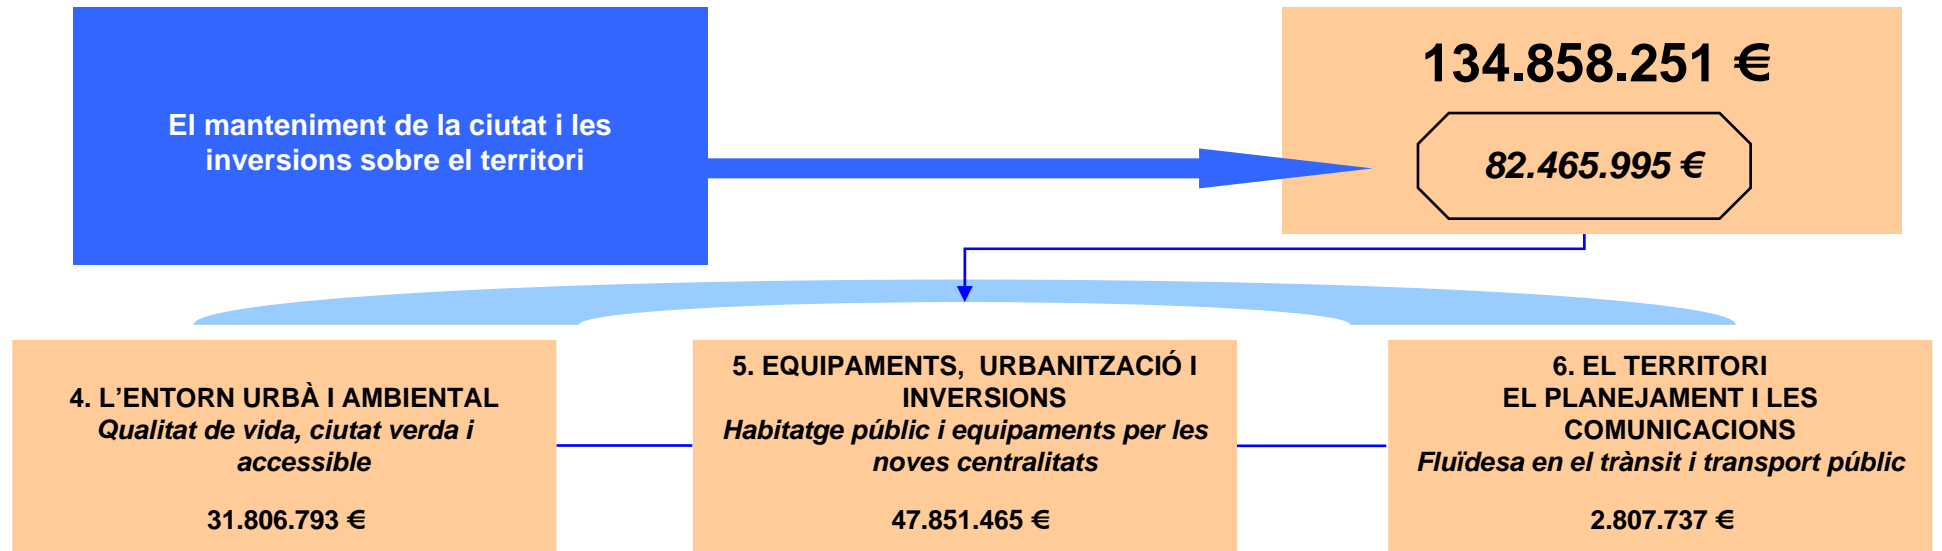 El manteniment de la ciutat i les
inversions sobre el territori
134.858.251 €
82.465.995 €
4. L'ENTORN URBÀ I AMBIENTAL
Qualitat de vida, ciutat verda i
accessible
31.806.793 €
5. EQUIPAMENTS, URBANITZACIÓ I
INVERSIONS
Habitatge públic i equipaments per les
noves centralitats
47.851.465 €
6. EL TERRITORI
EL PLANEJAMENT I LES
COMUNICACIONS
Fluïdesa en el trànsit i transport públic
2.807.737 €